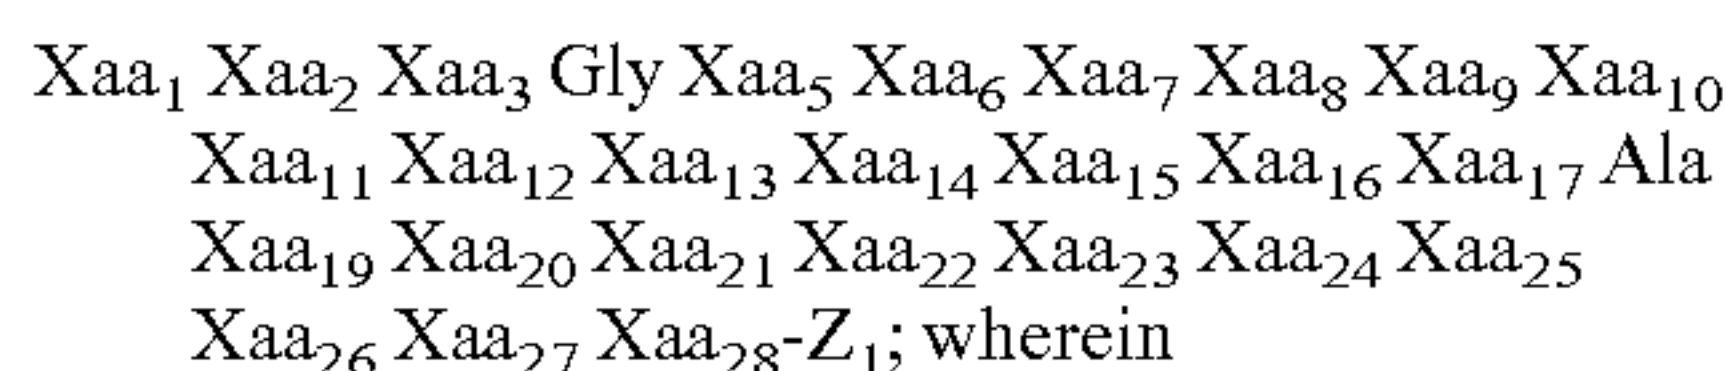 Xaa₁ Xaa₂ Xaa₃ Gly Xaa₅ Xaa₆ Xaa₇ Xaa₈ Xaa₉ Xaa₁₀
Xaa₁₁ Xaa₁₂ Xaa₁₃ Xaa₁₄ Xaa₁₅ Xaa₁₆ Xaa₁₇ Ala
Xaa₁₉ Xaa₂₀ Xaa₂₁ Xaa₂₂ Xaa₂₃ Xaa₂₄ Xaa₂₅
Xaa₂₆ Xaa₂₇ Xaa₂₈-Z₁; wherein